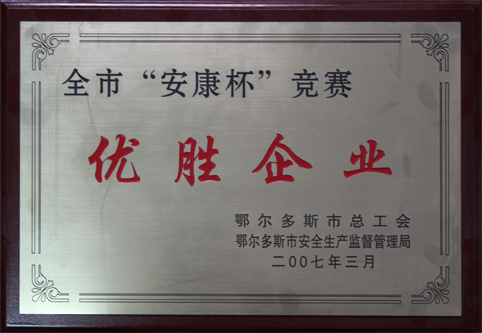 全市“安康杯”竞赛
优胜企业
鄂尔多斯市总工会
鄂尔多斯市安全生产监督管理局
二00七年三月